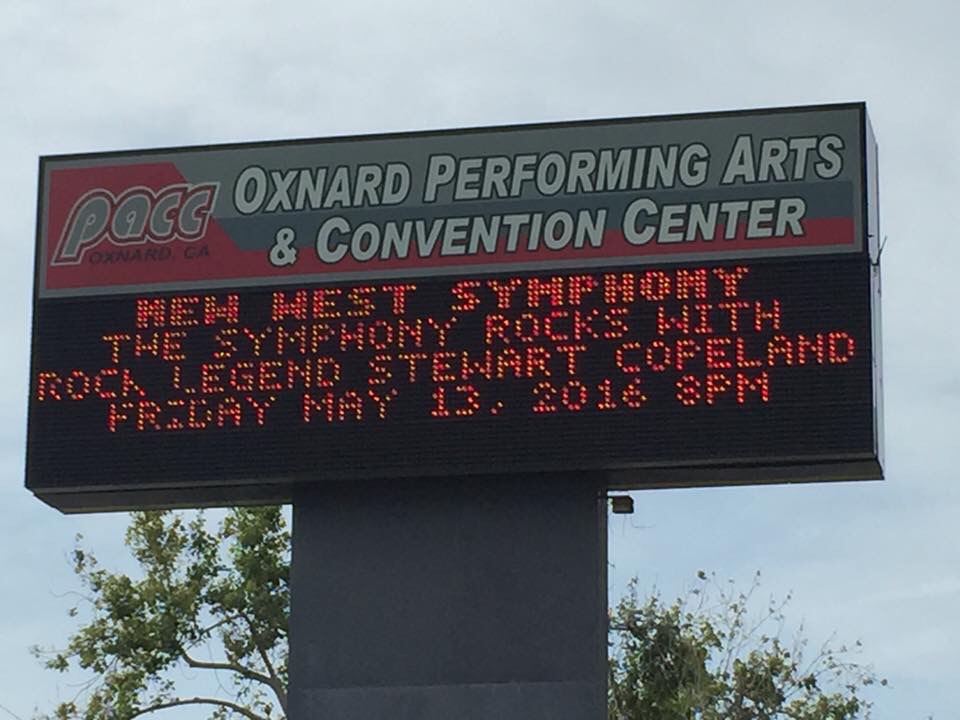 pacc
OXNARD, CA
OXNARD PERFORMING ARTS
& CONVENTION CENTER
NEW WEST SYMPHONY
THE SYMPHONY ROCKS WITH
ROCK LEGEND STEWART COPELAND
FRIDAY MAY 13, 2016 8PM